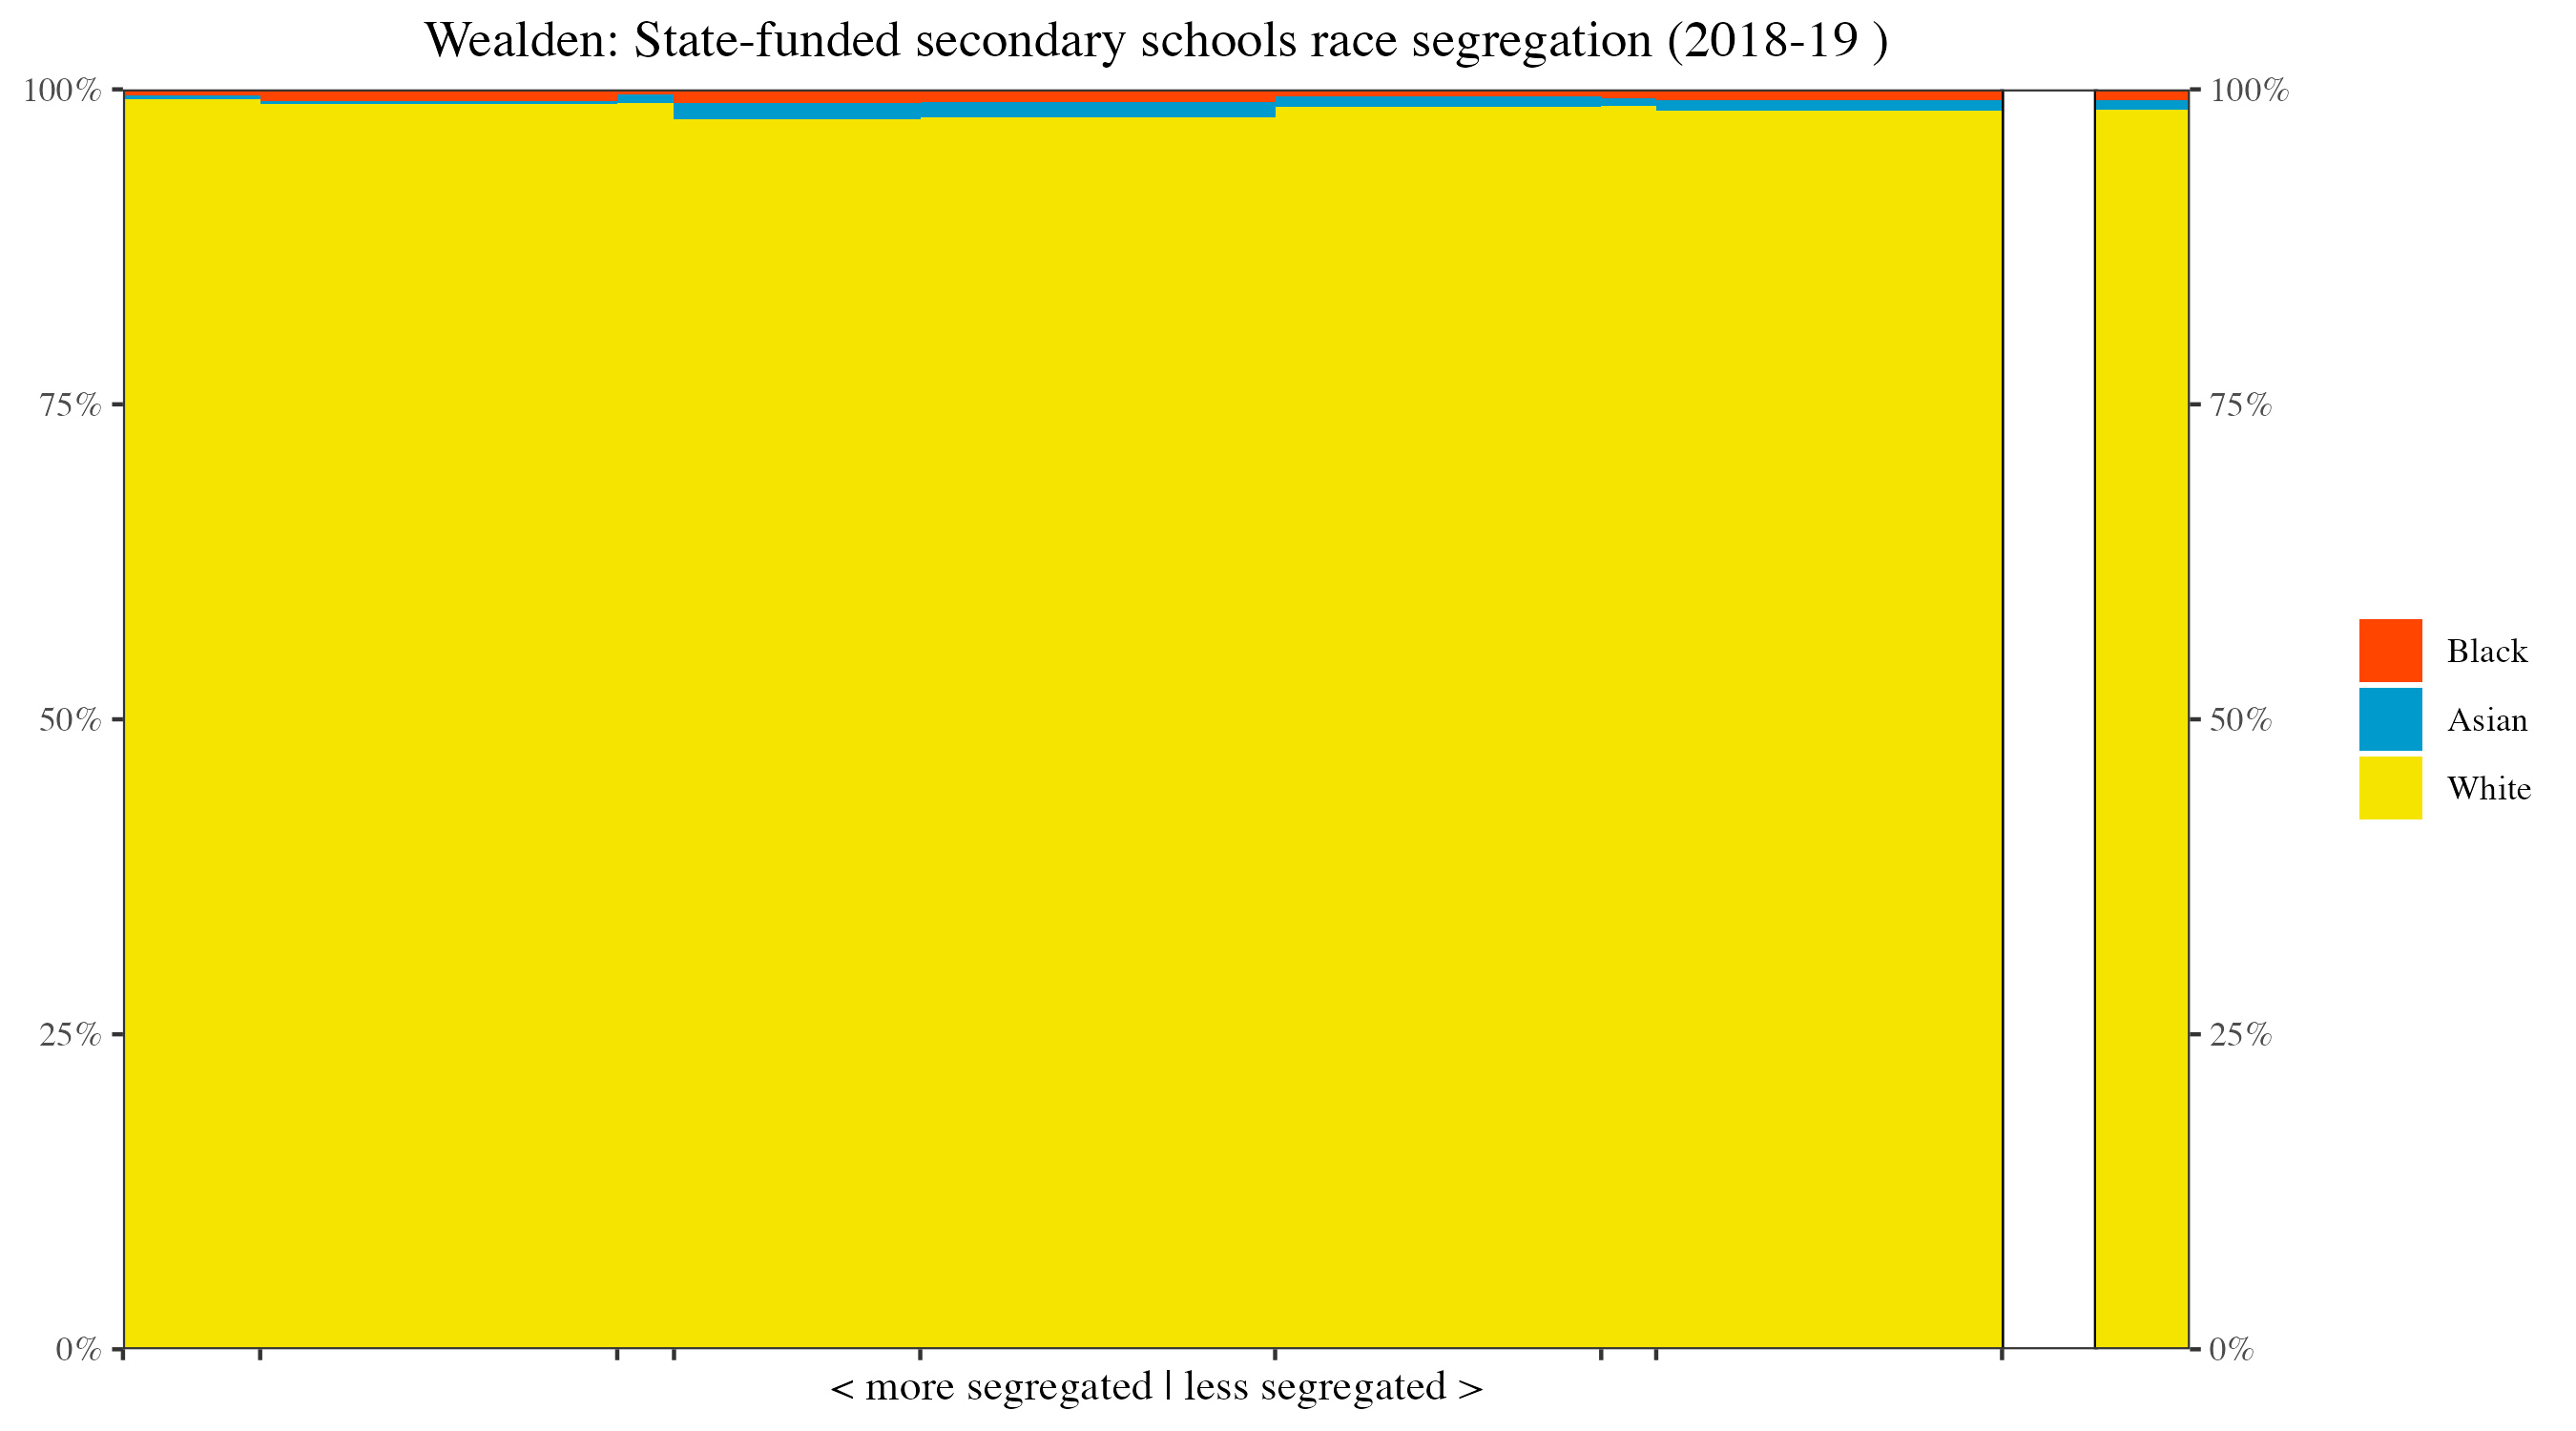 Wealden: State-funded secondary schools race segregation (2018-19 )
100%
75%
50%
25%
0%
100%
75%
50%
25%
0%
Black
Asian
White
< more segregated | less segregated >